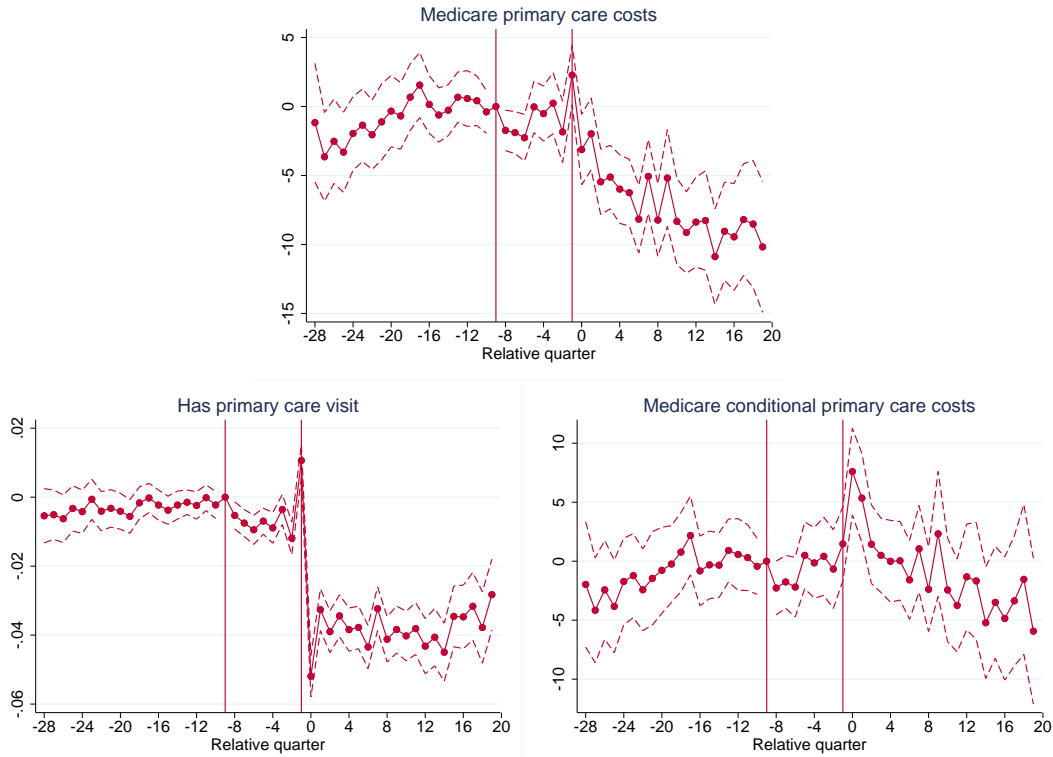 Medicare primary care costs
5
0
-5
-10
-15
-28 -24 -20 -16 -12 -8 -4 0 4 8 12 16 20
Relative quarter
Has primary care visit
.02
0
-.02
-.04
-.06
-28 -24 -20 -16 -12 -8 -4 0 4 8 12 16 20
Relative quarter
Medicare conditional primary care costs
10
5
0
-5
-10
-28 -24 -20 -16 -12 -8 -4 0 4 8 12 16 20
Relative quarter